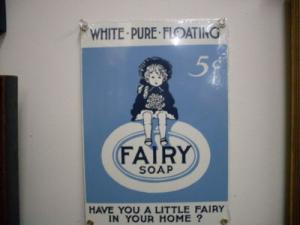 WHITE · PURE · FLOATING
5¢
FAIRY
SOAP
HAVE YOU A LITTLE FAIRY
IN YOUR HOME ?